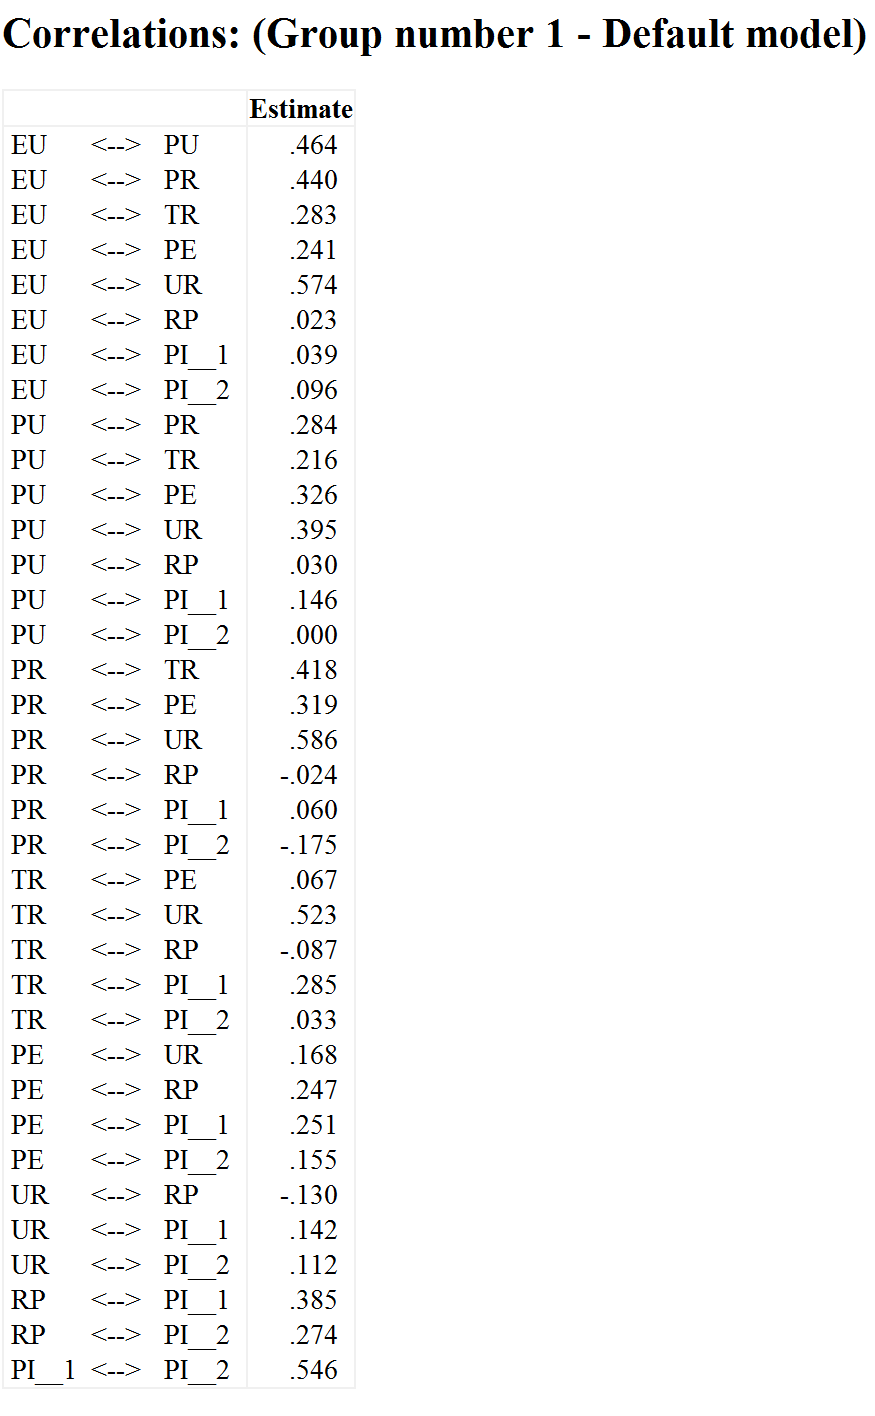 Correlations: (Group number 1 - Default model)
Estimate
EU <--> PU .464
EU <--> PR .440
EU <--> TR .283
EU <--> PE .241
EU <--> UR .574
EU <--> RP .023
EU <--> PI__1 .039
EU <--> PI__2 .096
PU <--> PR .284
PU <--> TR .216
PU <--> PE .326
PU <--> UR .395
PU <--> RP .030
PU <--> PI__1 .146
PU <--> PI__2 .000
PR <--> TR .418
PR <--> PE .319
PR <--> UR .586
PR <--> RP -.024
PR <--> PI__1 .060
PR <--> PI__2 -.175
TR <--> PE .067
TR <--> UR .523
TR <--> RP -.087
TR <--> PI__1 .285
TR <--> PI__2 .033
PE <--> UR .168
PE <--> RP .247
PE <--> PI__1 .251
PE <--> PI__2 .155
UR <--> RP -.130
UR <--> PI__1 .142
UR <--> PI__2 .112
RP <--> PI__1 .385
RP <--> PI__2 .274
PI__1 <--> PI__2 .546